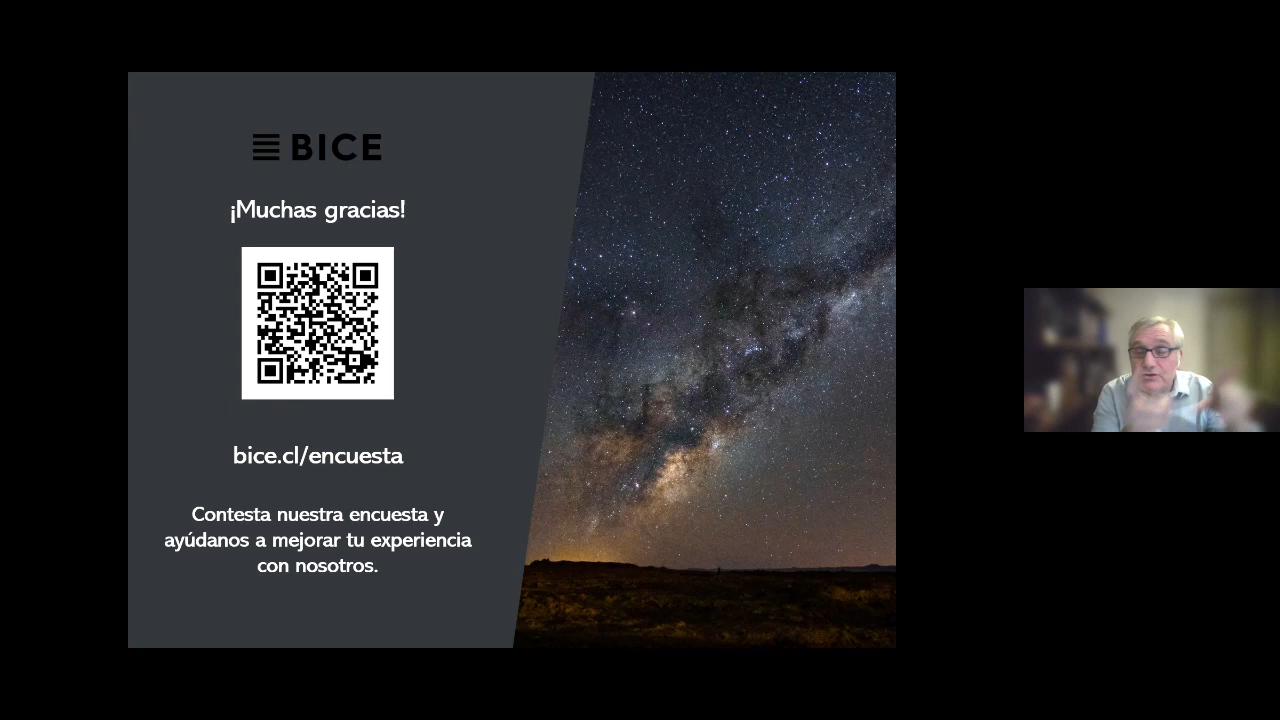 BICE
¡Muchas gracias!
bice.cl/encuesta
Contesta nuestra encuesta y
ayúdanos a mejorar tu experiencia
con nosotros.